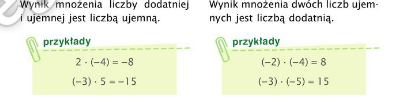 Wynik mnożenia liczby dodatniej
i ujemnej jest liczbą ujemną.
przykłady
2 · (−4) = −8
(−3) · 5 = −15
Wynik mnożenia dwóch liczb ujem-
nych jest liczbą dodatnią.
przykłady
(−2) · (−4) = 8
(−3) · (−5) = 15